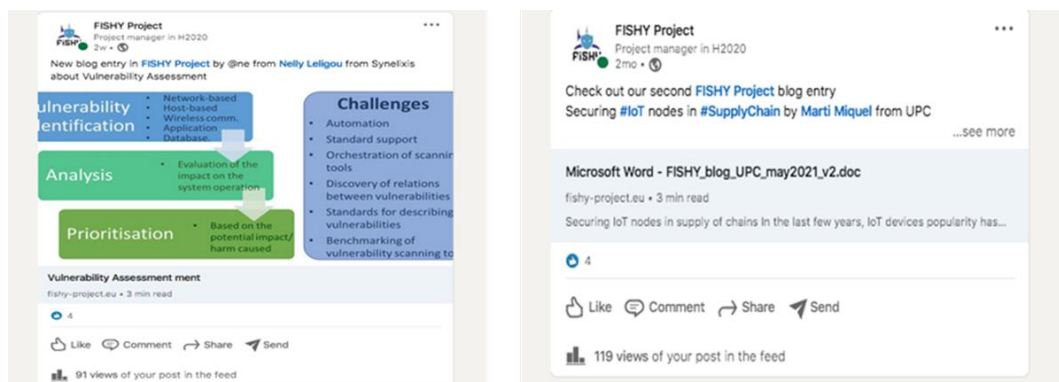 FISHY Project
Project manager in H2020
2w •
New blog entry in FISHY Project by @ne from Nelly Leligou from Synelixis
about Vulnerability Assessment
ulnerability
dentification
• Network-based
• Host-based
• Wireless comm.
• Application
• Database.
Analysis
• Evaluation of the
impact on the
system operation
Prioritisation
• Based on the
potential impact/
harm caused
Challenges
• Automation
• Standard support
• Orchestration of scannin
tools
• Discovery of relations
between vulnerabilities
• Standards for describing
vulnerabilities
• Benchmarking of
vulnerability scanning to
Vulnerability Assessment ment
fishy-project.eu • 3 min read
4
Like Comment Share Send
91 views of your post in the feed
FISHY Project
Project manager in H2020
2mo •
Check out our second FISHY Project blog entry
Securing #IoT nodes in #SupplyChain by Marti Miquel from UPC
...see more
Microsoft Word - FISHY_blog_UPC_may2021_v2.doc
fishy-project.eu • 3 min read
Securing IoT nodes in supply of chains In the last few years, IoT devices popularity has...
4
Like Comment Share Send
119 views of your post in the feed
FISHY
FISHY